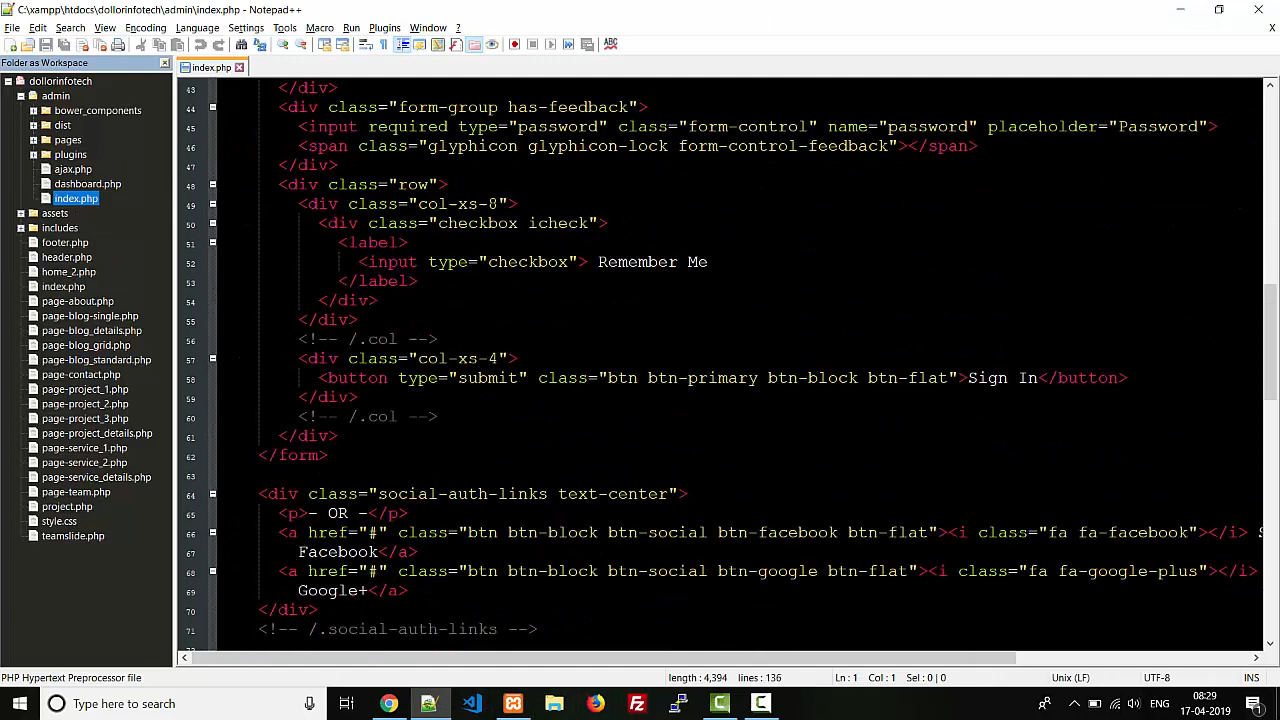 C:\xampp\htdocs\dollorinfotech\admin\index.php - Notepad++
File Edit Search View Encoding Language Settings Tools Macro Run Plugins Window ?
X
Folder as Workspace
index.php
dollorinfotech
admin
bower_components
dist
pages
plugins
ajax.php
dashboard.php
index.php
assets
includes
footer.php
header.php
home_2.php
index.php
page-about.php
page-blog-single.php
page-blog_details.php
page-blog_grid.php
page-blog_standard.php
page-contact.php
page-project_1.php
page-project_2.php
page-project_3.php
page-project_details.php
page-service_1.php
page-service_2.php
page-service_details.php
page-team.php
project.php
style.css
teamslide.php
43 </div>
44 <div class="form-group has-feedback">
45 <input required type="password" class="form-control" name="password" placeholder="Password">
46 <span class="glyphicon glyphicon-lock form-control-feedback"></span>
47 </div>
48 <div class="row">
49 <div class="col-xs-8">
50 <div class="checkbox icheck">
51 <label>
52 <input type="checkbox"> Remember Me
53 </label>
54 </div>
55 </div>
56 <!-- /.col -->
57 <div class="col-xs-4">
58 <button type="submit" class="btn btn-primary btn-block btn-flat">Sign In</button>
59 </div>
60 <!-- /.col -->
61 </div>
62 </form>
63
64 <div class="social-auth-links text-center">
65 <p>- OR -</p>
66 <a href="#" class="btn btn-block btn-social btn-facebook btn-flat"><i class="fa fa-facebook"></i>
67 Facebook</a>
68 <a href="#" class="btn btn-block btn-social btn-google btn-flat"><i class="fa fa-google-plus"></i>
69 Google+</a>
70 </div>
71 <!-- /.social-auth-links -->
PHP Hypertext Preprocessor file length : 4,394 lines : 136 Ln : 1 Col : 1 Sel : 0 | 0 Unix (LF) UTF-8 INS
Type here to search
ENG
08:29
17-04-2019